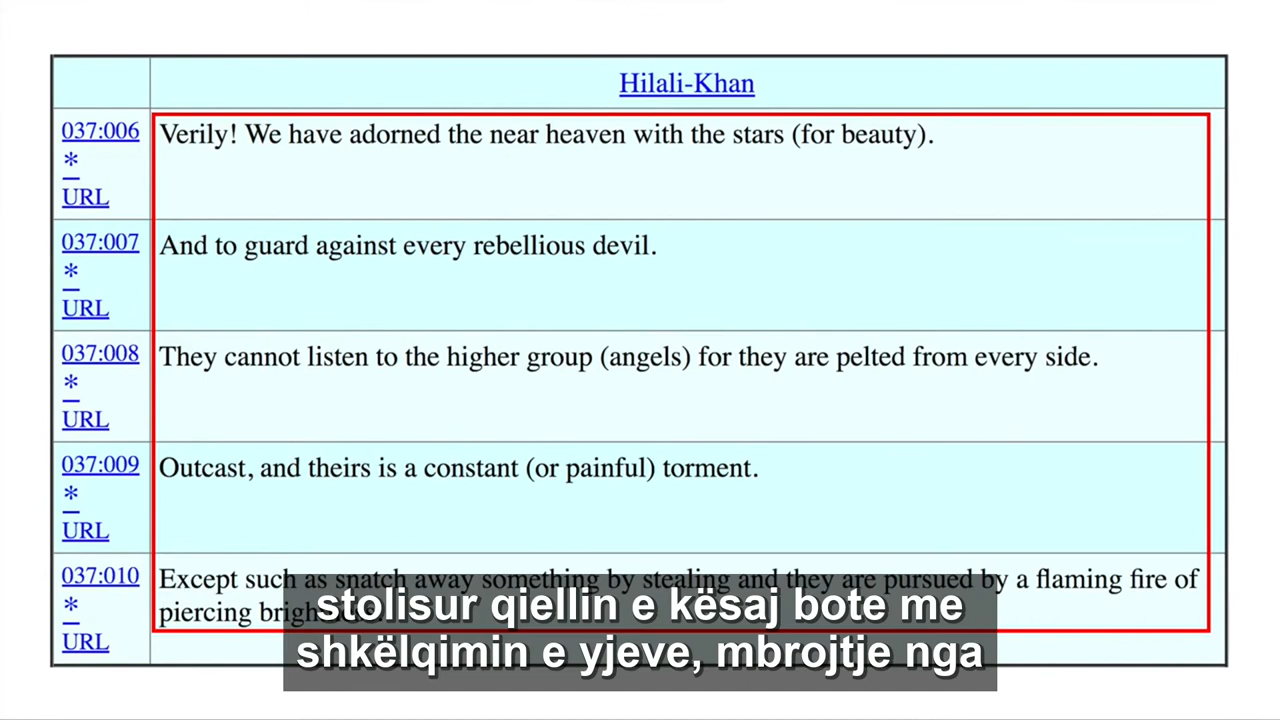 Hilali-Khan
037:006
*
URL
Verily! We have adorned the near heaven with the stars (for beauty).
037:007
*
URL
And to guard against every rebellious devil.
037:008
*
URL
They cannot listen to the higher group (angels) for they are pelted from every side.
037:009
*
URL
Outcast, and theirs is a constant (or painful) torment.
037:010
*
URL
Except such as snatch away something by stealing and they are pursued by a flaming fire of
piercing
stolisur qiellin e kësaj bote me
shkëlqimin e yjeve, mbrojtje nga